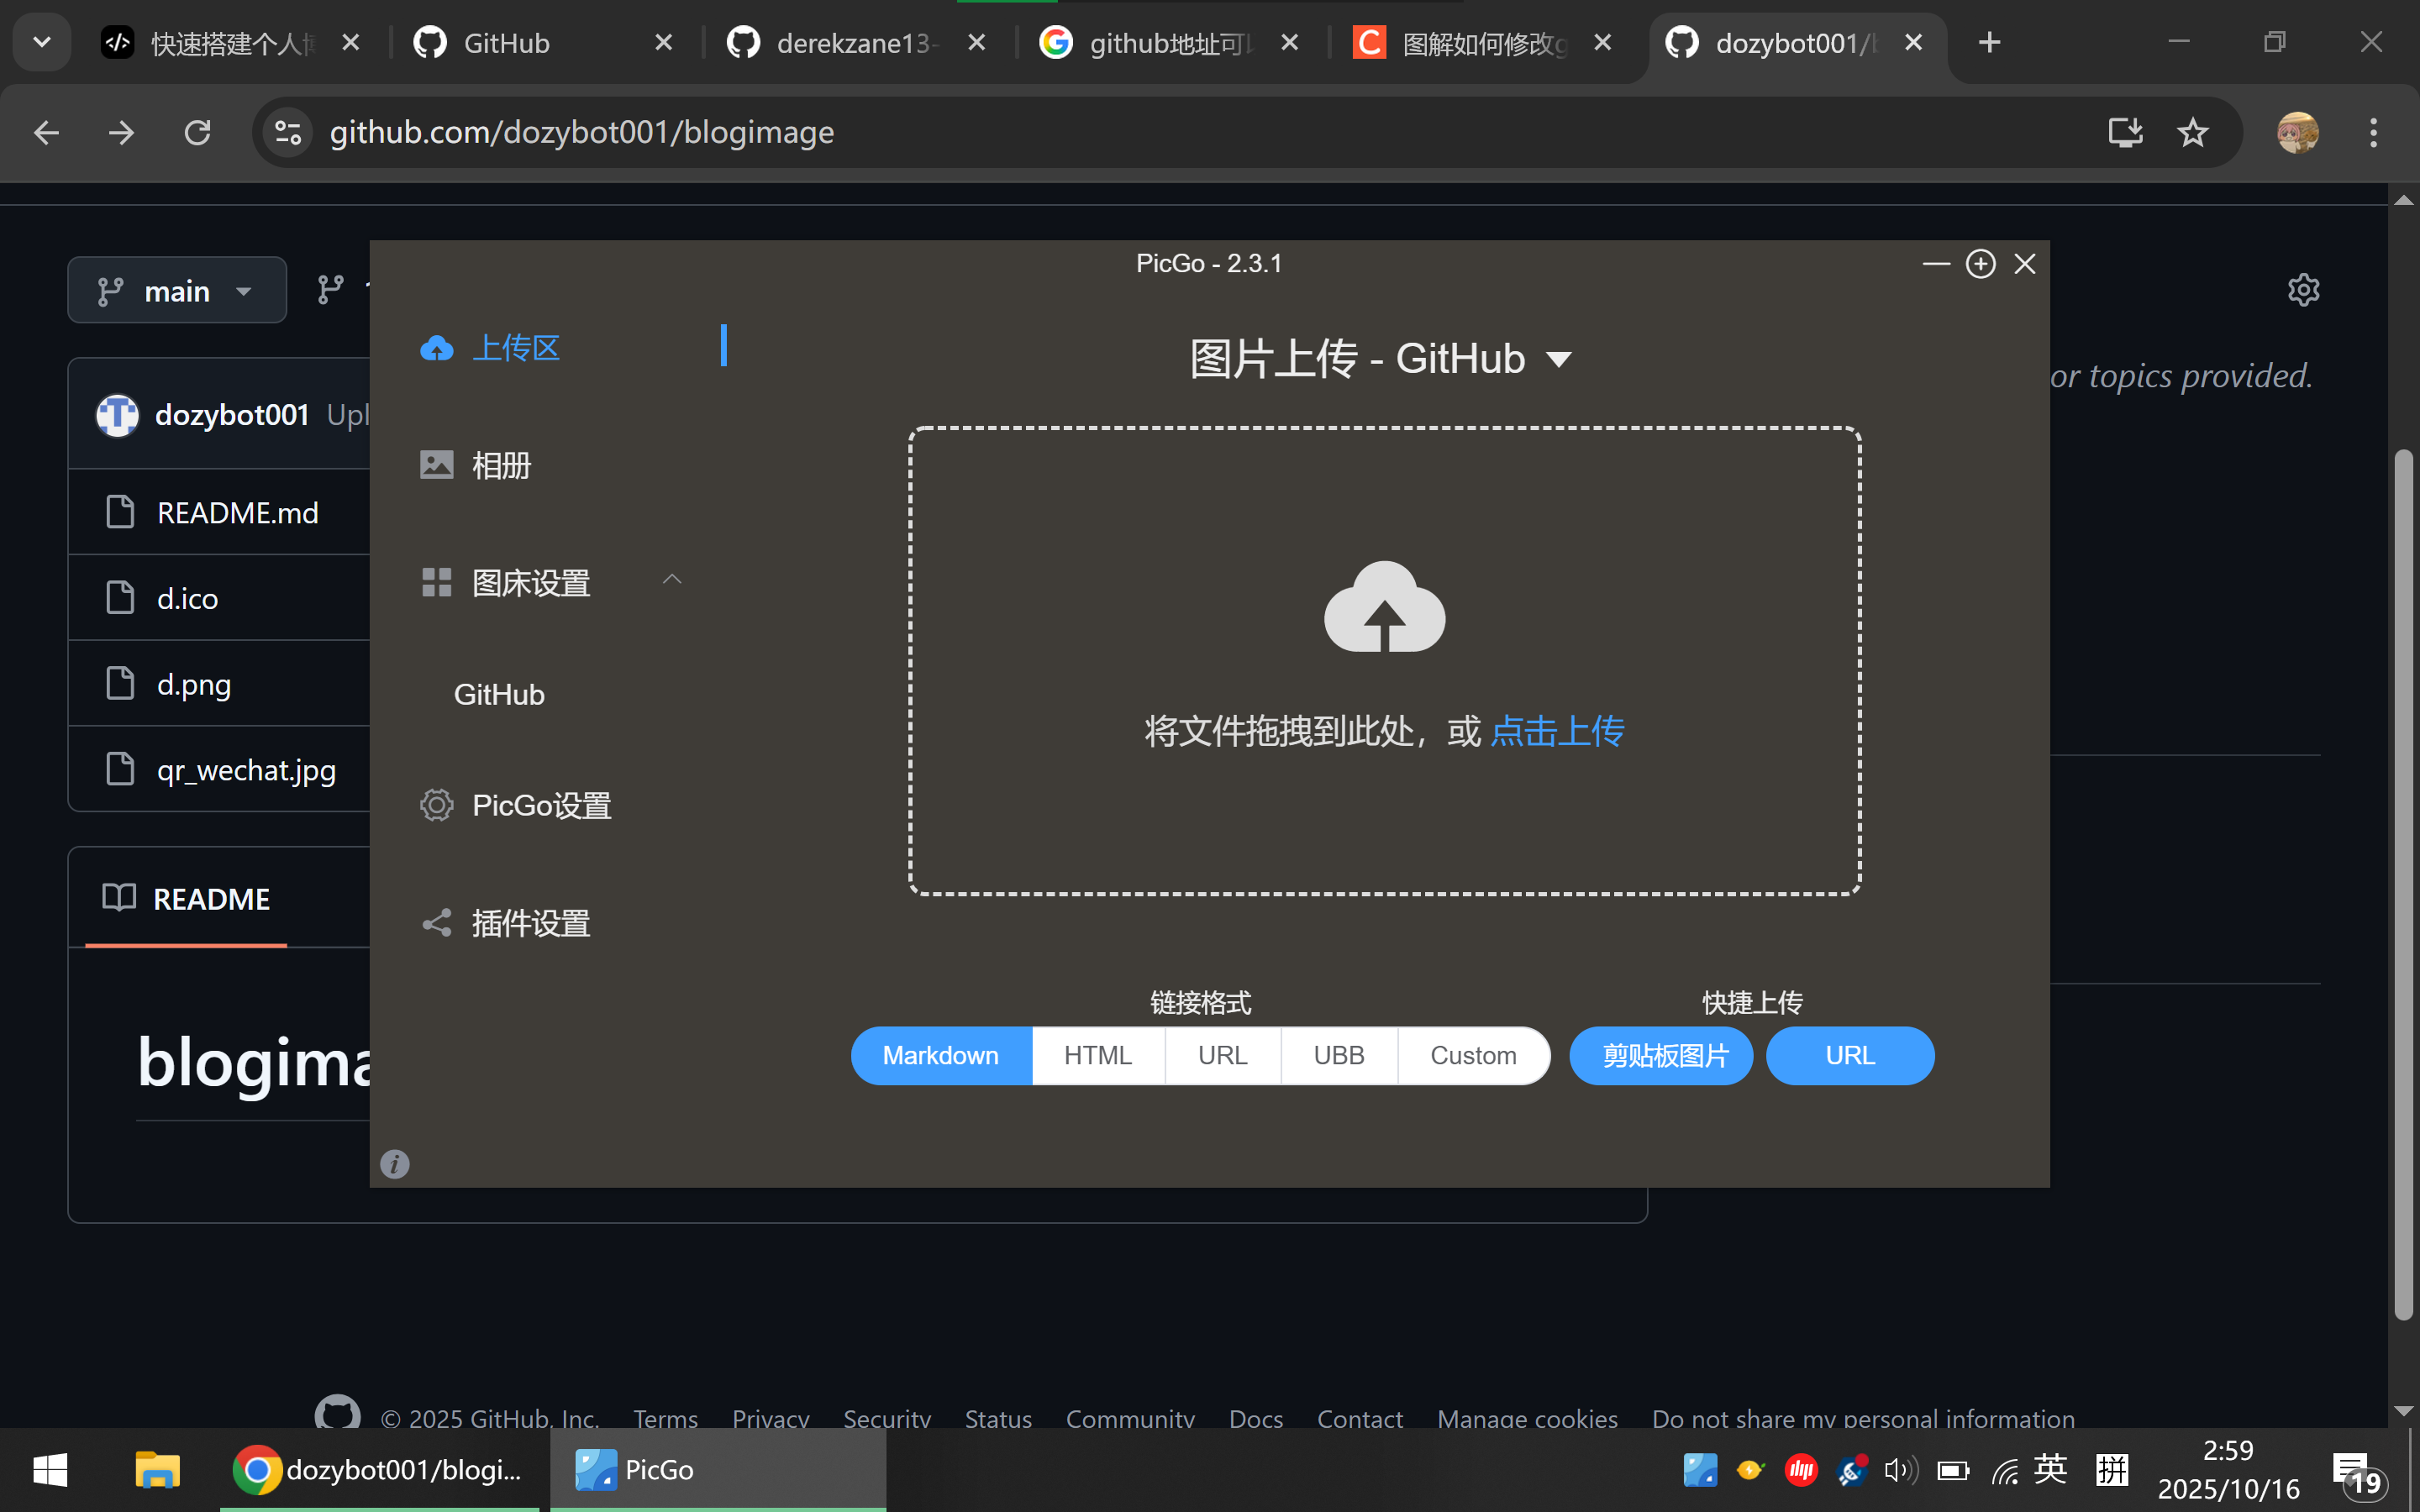 快速搭建个人
GitHub
derekzane13-
github地址可
图解如何修改g
dozybot001/
github.com/dozybot001/blogimage
main
dozybot001 Upl
README.md
d.ico
d.png
qr_wechat.jpg
README
blogima
or topics provided.
PicGo - 2.3.1
上传区
相册
图床设置
GitHub
PicGo设置
插件设置
图片上传 - GitHub
将文件拖拽到此处，或 点击上传
链接格式
Markdown HTML URL UBB Custom
快捷上传
剪贴板图片 URL
© 2025 GitHub, Inc. Terms Privacy Security Status Community Docs Contact Manage cookies Do not share my personal information
dozybot001/blogi...
PicGo
英
拼
2:59
2025/10/16
19